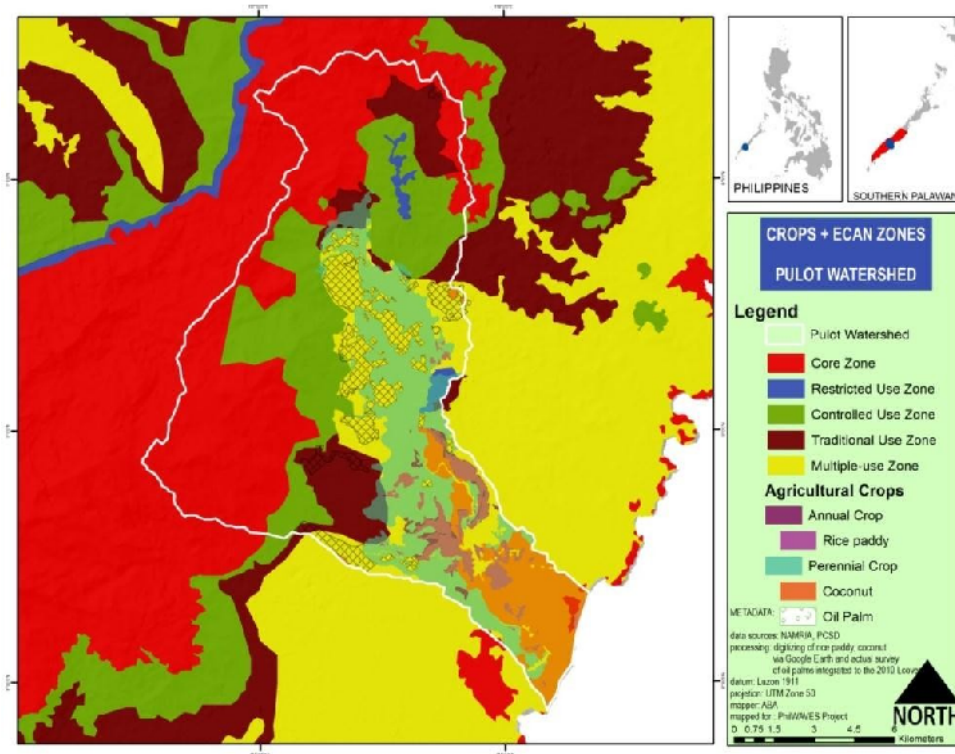 PHILIPPINES
SOUTHERN PALAWAN
CROPS + ECAN ZONES
PULOT WATERSHED
Legend
Pulot Watershed
Core Zone
Restricted Use Zone
Controlled Use Zone
Traditional Use Zone
Multiple-use Zone
Agricultural Crops
Annual Crop
Rice paddy
Perennial Crop
Coconut
Oil Palm
METADATA:
data sources: NAMRIA, PCSD
processing: digitizing of rice paddy, coconut
via Google Earth and actual survey
of oil palms integrated to the 2010
datum: Luzon 1911
projection: UTM Zone 50
mapper: ABA
mapped for : PhilWAVES Project
NORTH
0 0.75 1.5 3 4.5 6
Kilometers